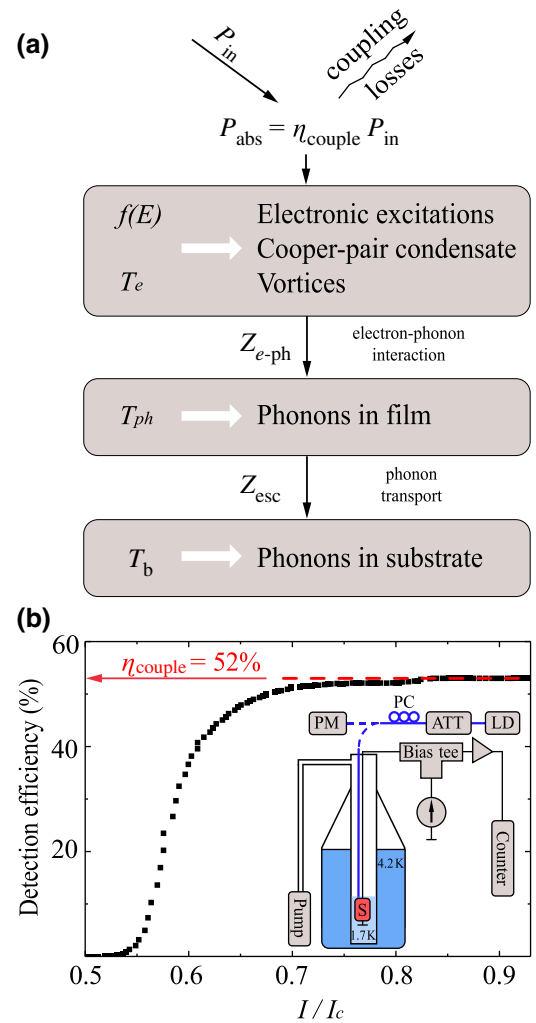 (a)
P_in
coupling
losses
P_abs = η_couple P_in
f(E)
Electronic excitations
Cooper-pair condensate
T_e
Vortices
Z_e-ph
electron-phonon
interaction
T_ph
Phonons in film
Z_esc
phonon
transport
T_b
Phonons in substrate
(b)
Detection efficiency (%)
60
40
20
0
η_couple = 52%
PC
PM
ATT
LD
Bias tee
Counter
4.2 K
Pump
S
1.7 K
0.5
0.6
0.7
0.8
0.9
I / I_c